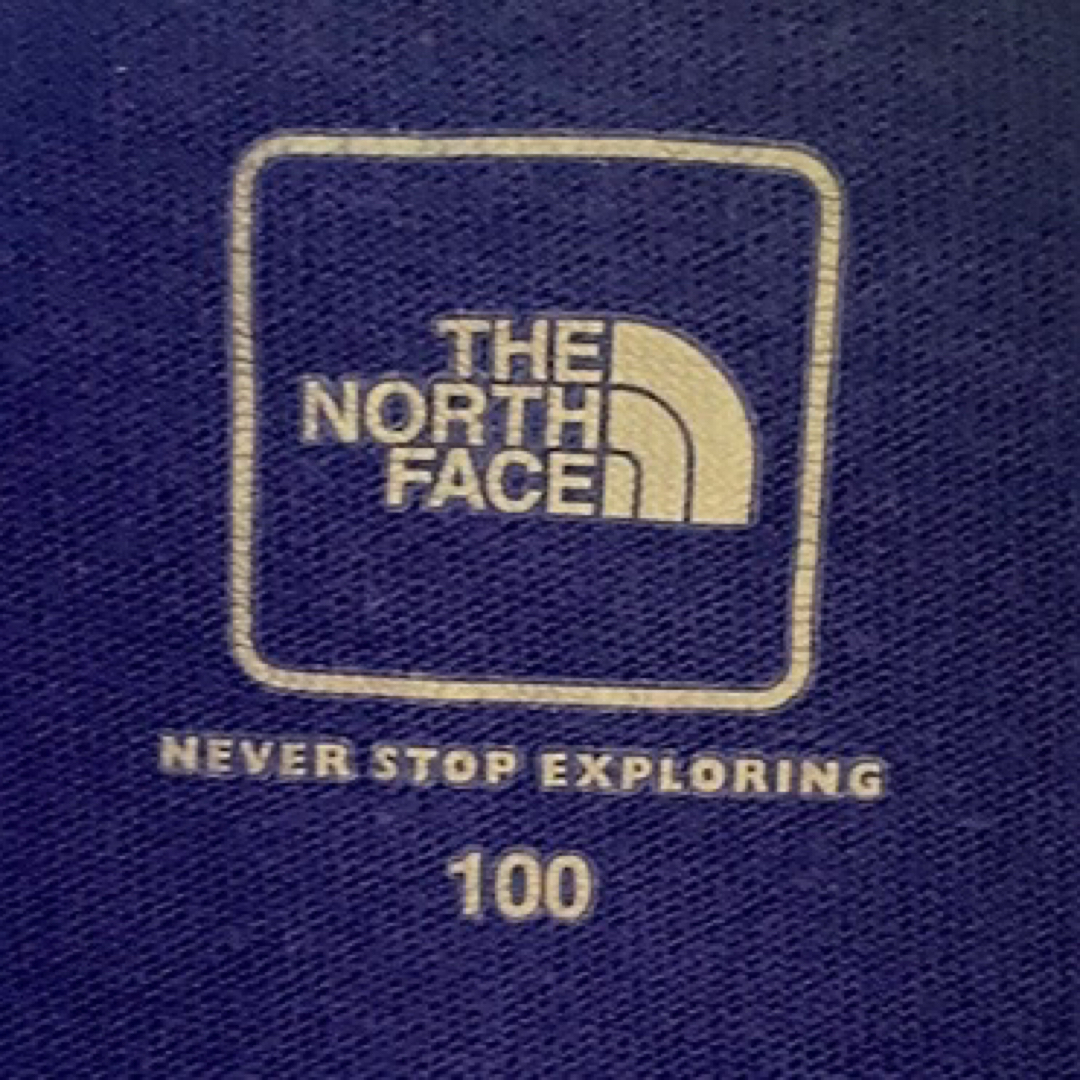 THE
NORTH
FACE
NEVER STOP EXPLORING
100